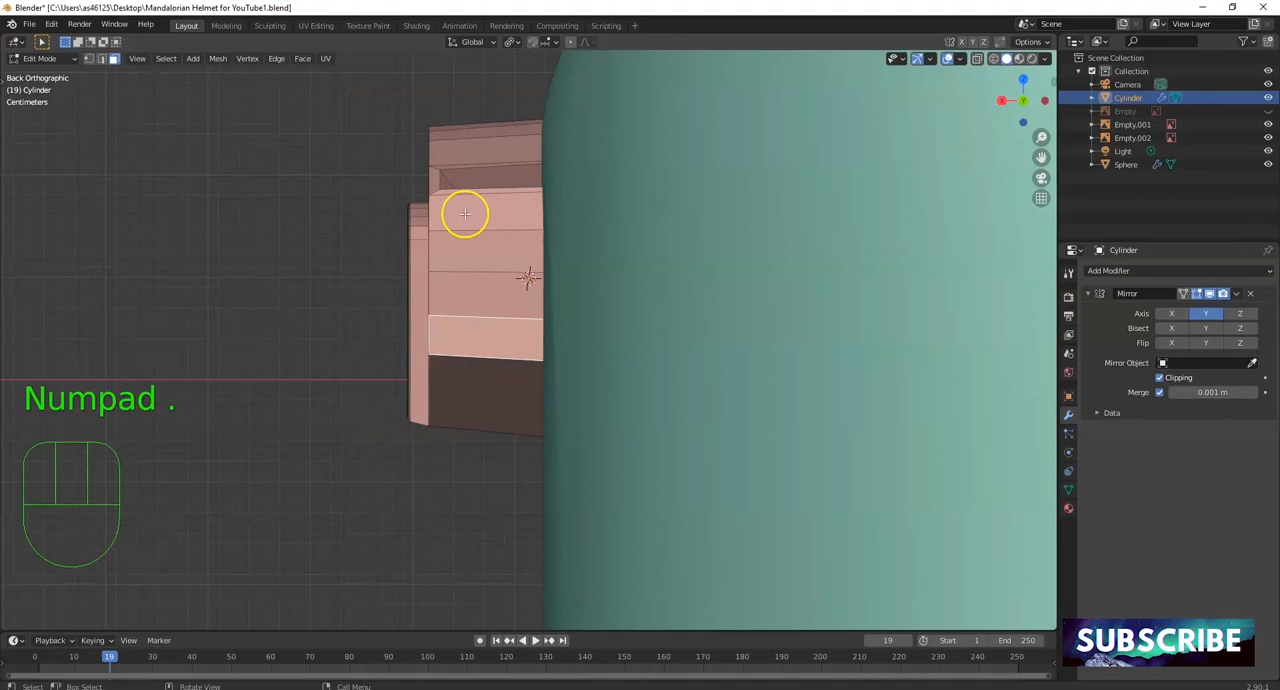 Blender* [C:\Users\as46125\Desktop\Mandalorian Helmet for YouTube1.blend]
File Edit Render Window Help Layout Modeling Sculpting UV Editing Texture Paint Shading Animation Rendering Compositing Scripting + Scene View Layer
Global X Y Z Options
Edit Mode View Select Add Mesh Vertex Edge Face UV
Back Orthographic
(19) Cylinder
Centimeters
Z
X Y
Numpad .
Scene Collection
Collection
Camera
Cylinder
Empty
Empty.001
Empty.002
Light
Sphere
Cylinder
Add Modifier
Mirror
Axis X Y Z
Bisect X Y Z
Flip X Y Z
Mirror Object
Clipping
Merge 0.001 m
Data
SUBSCRIBE
Playback Keying View Marker 19 Start 1 End 250
0 10 19 30 40 50 60 70 80 90 100 110 120 130 140 150 160 170 180 190 200 210 220 230 240 250
Select Box Select Rotate View Call Menu 2.90.1